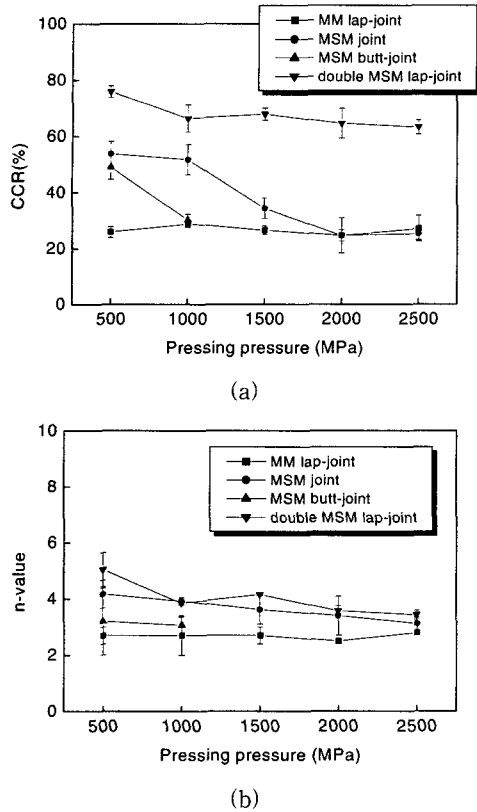 MM lap-joint
MSM joint
MSM butt-joint
double MSM lap-joint
100
80
60
40
20
0
CCR(%)
500 1000 1500 2000 2500
Pressing pressure (MPa)
(a)
10
8
6
4
2
0
n-value
MM lap-joint
MSM joint
MSM butt-joint
double MSM lap-joint
500 1000 1500 2000 2500
Pressing pressure (MPa)
(b)